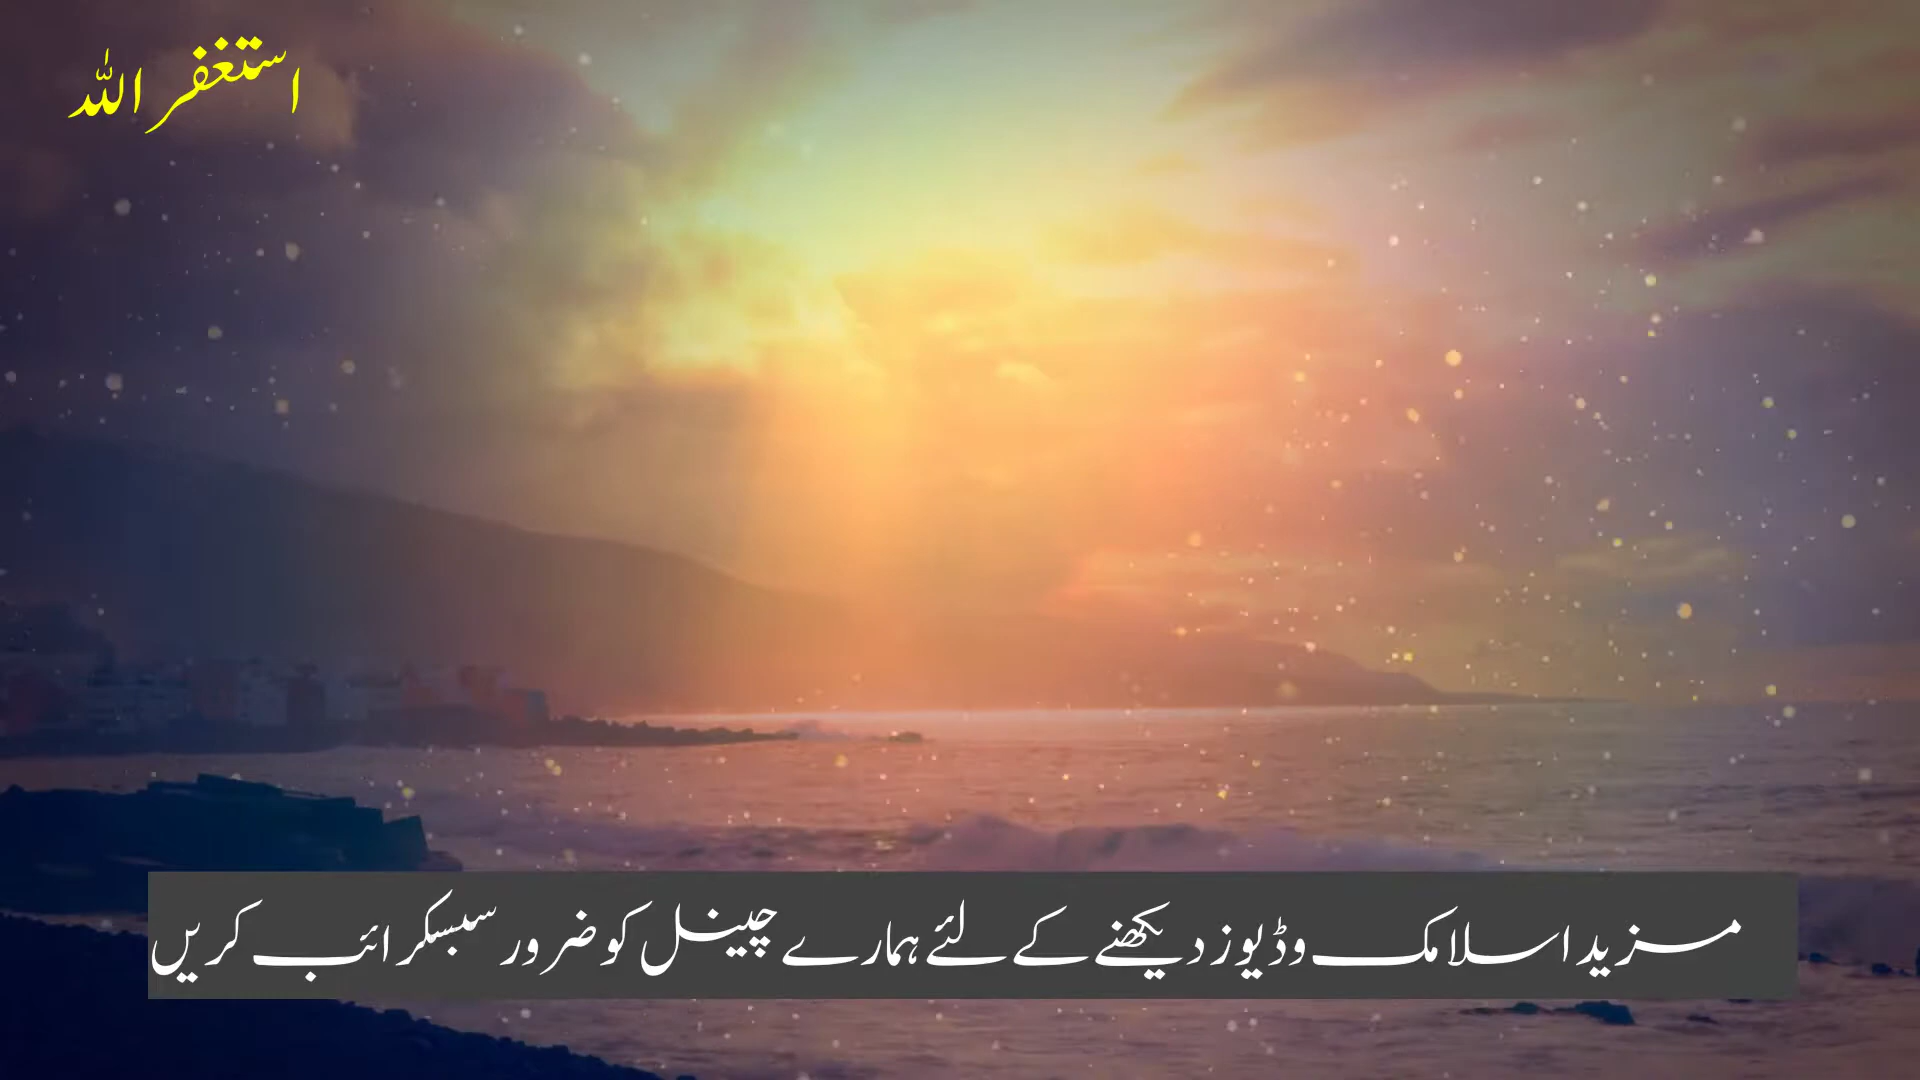 استغفر اللہ
مزید اسلامک وڈیوز دیکھنے کے لئے ہمارے چینل کو ضرور سبسکرائب کریں